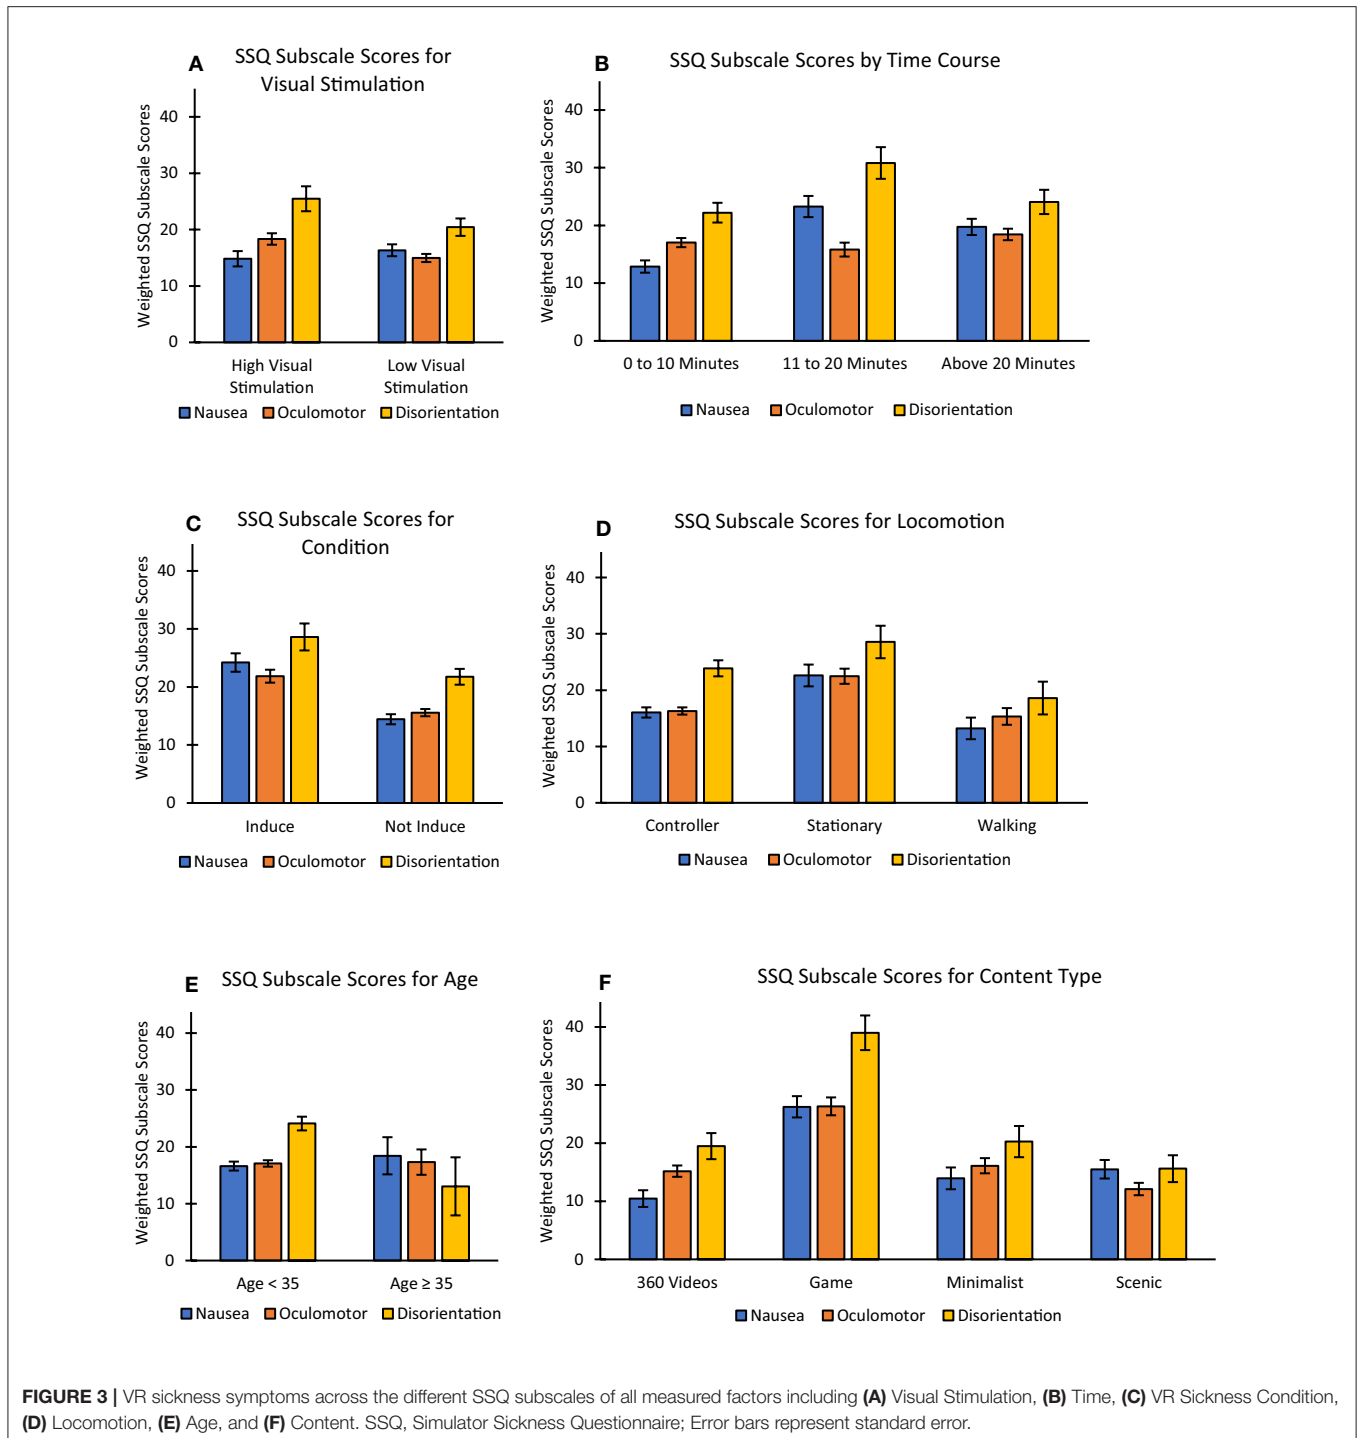 A
SSQ Subscale Scores for
Visual Stimulation
Weighted SSQ Subscale Scores
40
30
20
10
0
High Visual
Stimulation
Low Visual
Stimulation
Nausea Oculomotor Disorientation
B
SSQ Subscale Scores by Time Course
Weighted SSQ Subscale Scores
40
30
20
10
0
0 to 10 Minutes 11 to 20 Minutes Above 20 Minutes
Nausea Oculomotor Disorientation
C
SSQ Subscale Scores for
Condition
Weighted SSQ Subscale Scores
40
30
20
10
0
Induce Not Induce
Nausea Oculomotor Disorientation
D
SSQ Subscale Scores for Locomotion
Weighted SSQ Subscale Scores
40
30
20
10
0
Controller Stationary Walking
Nausea Oculomotor Disorientation
E
SSQ Subscale Scores for Age
Weighted SSQ Subscale Scores
40
30
20
10
0
Age < 35 Age ≥ 35
Nausea Oculomotor Disorientation
F
SSQ Subscale Scores for Content Type
Weighted SSQ Subscale Scores
40
30
20
10
0
360 Videos Game Minimalist Scenic
Nausea Oculomotor Disorientation
FIGURE 3 | VR sickness symptoms across the different SSQ subscales of all measured factors including (A) Visual Stimulation, (B) Time, (C) VR Sickness Condition,
(D) Locomotion, (E) Age, and (F) Content. SSQ, Simulator Sickness Questionnaire; Error bars represent standard error.